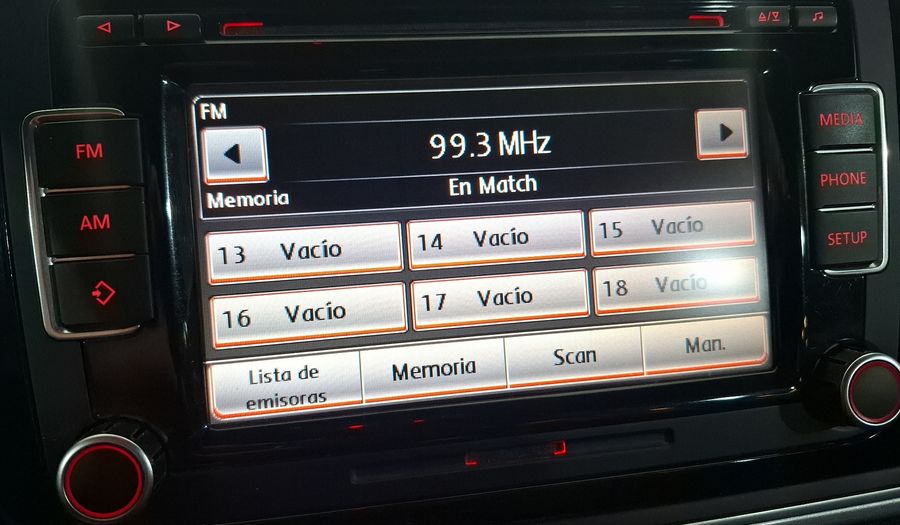 FM
99.3 MHz
En Match
Memoria
13 Vacío
14 Vacío
15 Vacío
16 Vacío
17 Vacío
18 Vacío
Lista de
emisoras
Memoria
Scan
Man.
FM
AM
MEDIA
PHONE
SETUP